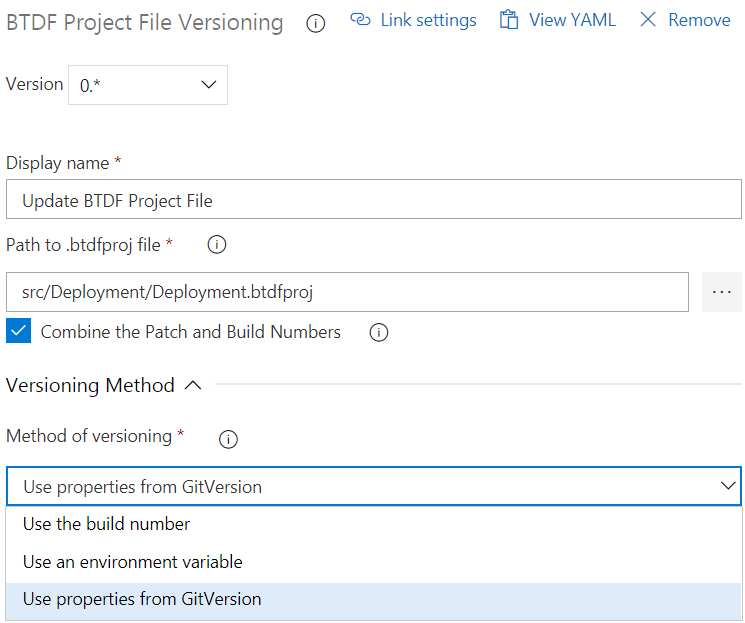 BTDF Project File Versioning Link settings View YAML Remove
Version 0.*
Display name *
Update BTDF Project File
Path to .btdfproj file *
src/Deployment/Deployment.btdfproj ...
Combine the Patch and Build Numbers
Versioning Method
Method of versioning *
Use properties from GitVersion
Use the build number
Use an environment variable
Use properties from GitVersion